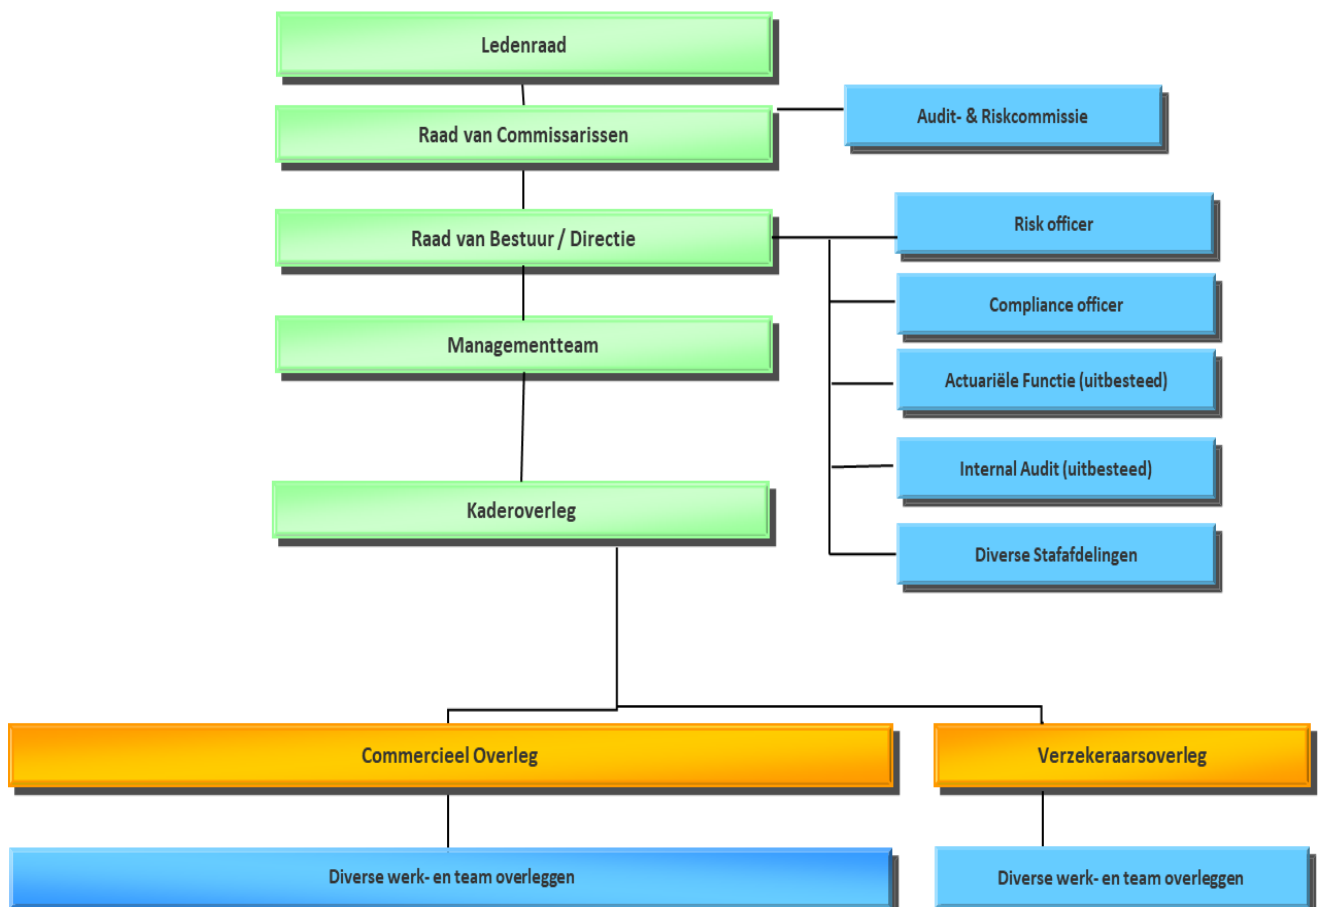 Ledenraad
Raad van Commissarissen
Audit- & Riskcommissie
Raad van Bestuur / Directie
Risk officer
Compliance officer
Managementteam
Actuariële Functie (uitbesteed)
Internal Audit (uitbesteed)
Kaderoverleg
Diverse Stafafdelingen
Commercieel Overleg
Verzekeraarsoverleg
Diverse werk- en team overleggen
Diverse werk- en team overleggen